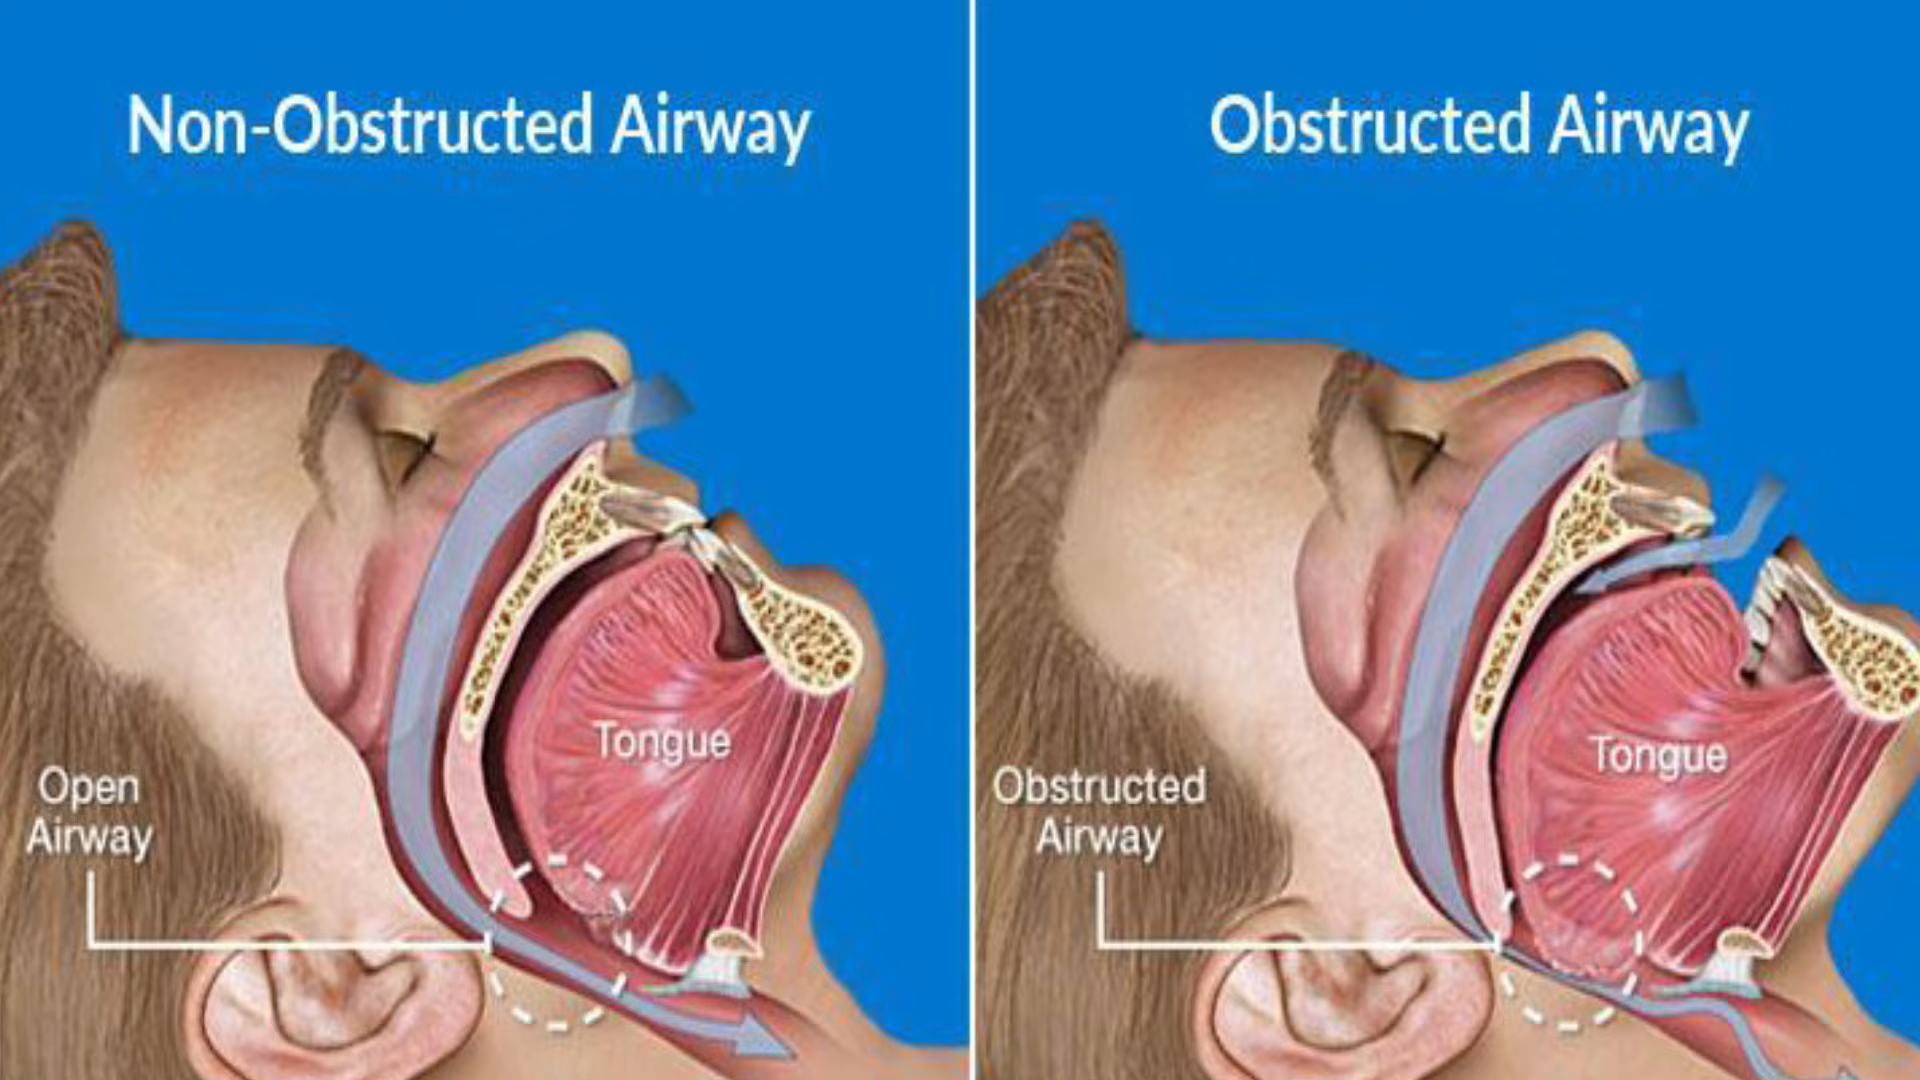 Non-Obstructed Airway
Tongue
Open
Airway
Obstructed Airway
Tongue
Obstructed
Airway